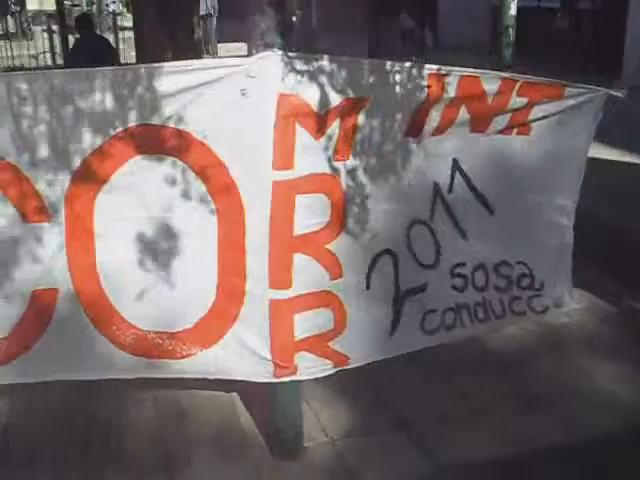 CO
M
R
R
INT
2011
sosa
conducc.